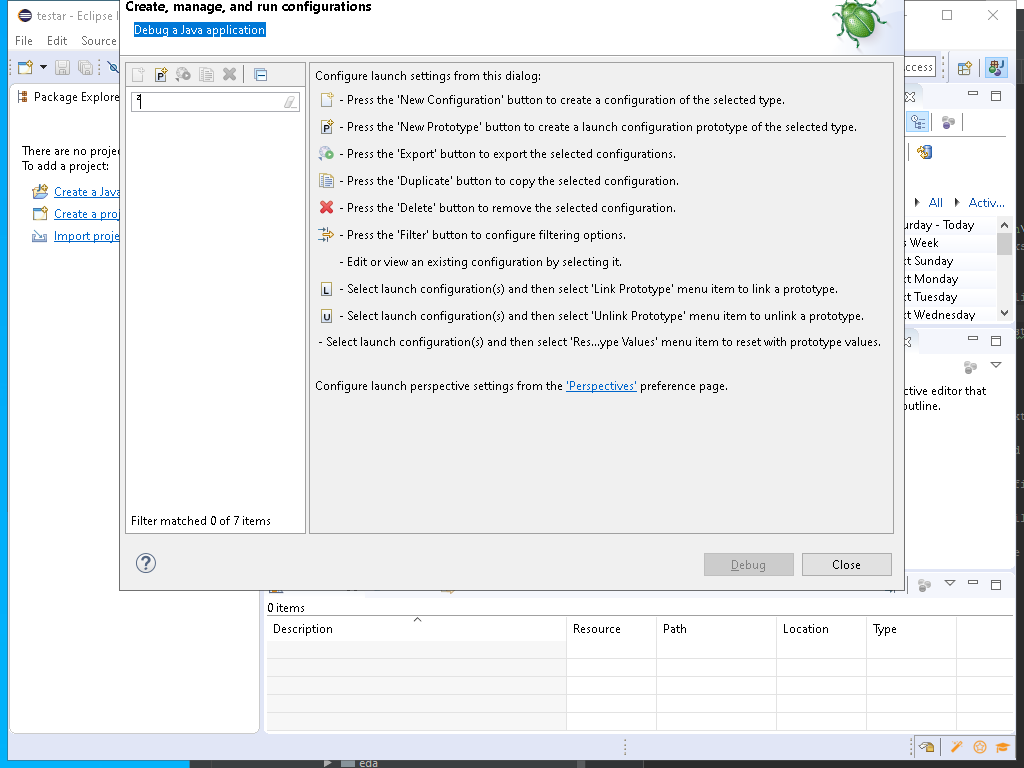 testar - Eclipse I
File Edit Source
Create, manage, and run configurations
Debug a Java application
Package Explore
There are no projec
To add a project:
Create a Java
Create a proj
Import proje
Filter matched 0 of 7 items
Configure launch settings from this dialog:
- Press the 'New Configuration' button to create a configuration of the selected type.
- Press the 'New Prototype' button to create a launch configuration prototype of the selected type.
- Press the 'Export' button to export the selected configurations.
- Press the 'Duplicate' button to copy the selected configuration.
- Press the 'Delete' button to remove the selected configuration.
- Press the 'Filter' button to configure filtering options.
- Edit or view an existing configuration by selecting it.
- Select launch configuration(s) and then select 'Link Prototype' menu item to link a prototype.
- Select launch configuration(s) and then select 'Unlink Prototype' menu item to unlink a prototype.
- Select launch configuration(s) and then select 'Res...ype Values' menu item to reset with prototype values.
Configure launch perspective settings from the 'Perspectives' preference page.
Debug
Close
ccess
All Activ...
urday - Today
s Week
xt Sunday
xt Monday
xt Tuesday
xt Wednesday
ctive editor that
outline.
0 items
Description Resource Path Location Type
eda